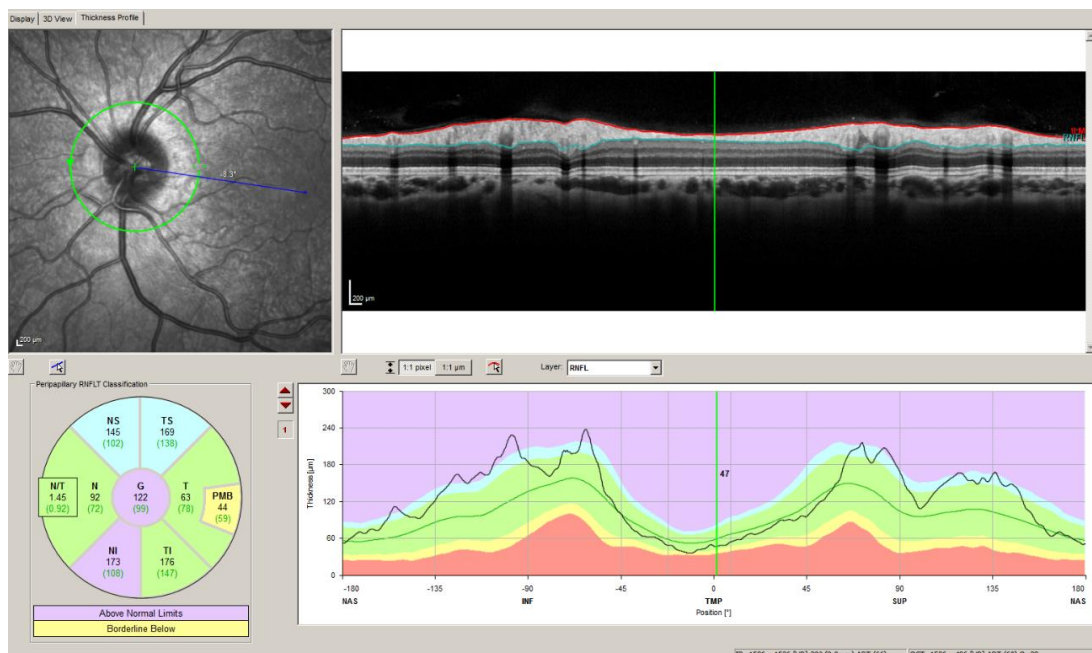 Display 3D View Thickness Profile
-8.3°
200 µm
ILM
RNFL
200 µm
1:1 pixel 1:1 µm Layer: RNFL
Peripapillary RNFLT Classification
NS
145
(102)
TS
169
(138)
N/T
1.45
(0.92)
N
92
(72)
G
122
(99)
T
63
(78)
PMB
44
(59)
NI
173
(108)
TI
176
(147)
Above Normal Limits
Borderline Below
1
Thickness [µm]
300
240
180
120
60
0
47
-180 -135 -90 -45 0 45 90 135 180
NAS INF TMP SUP NAS
Position [°]